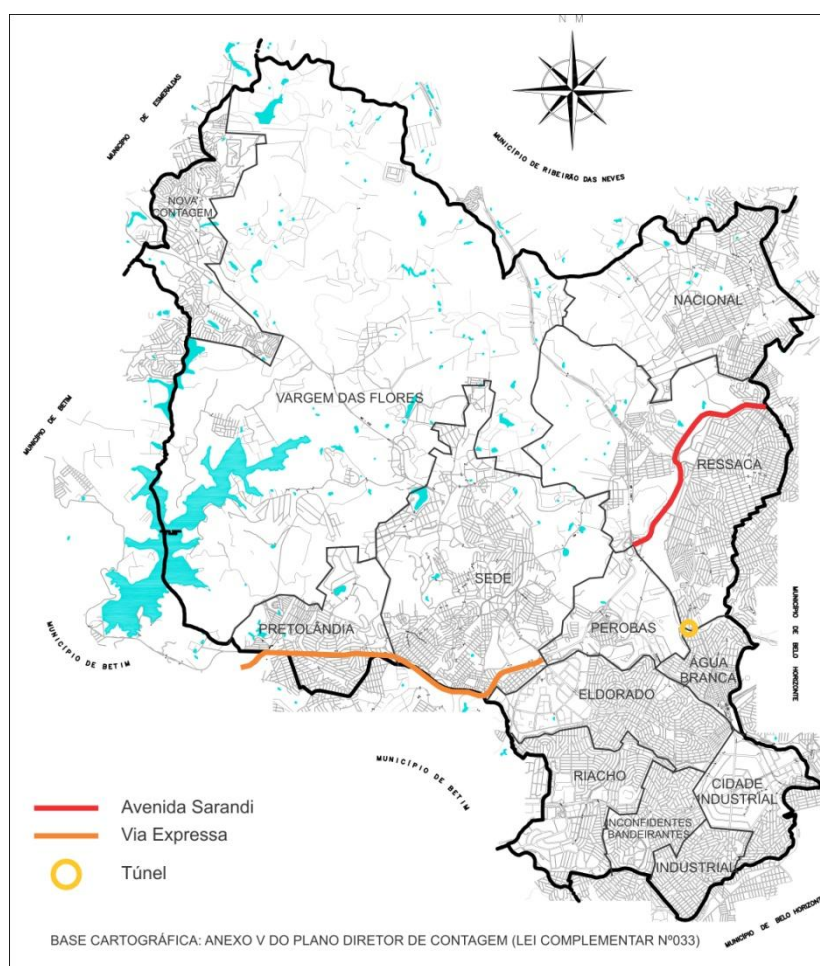 N M
MUNICÍPIO DE ESMERALDAS
MUNICÍPIO DE RIBEIRÃO DAS NEVES
NOVA
CONTAGEM
NACIONAL
VARGEM DAS FLORES
MUNICÍPIO DE BETIM
RESSACA
SEDE
MUNICÍPIO DE BELO HORIZONTE
PEROBAS
PRETOLÂNDIA
MUNICÍPIO DE BETIM
ÁGUA
BRANCA
ELDORADO
MUNICÍPIO DE BETIM
RIACHO
CIDADE
INDUSTRIAL
INCONFIDENTES
BANDEIRANTES
INDUSTRIAL
Avenida Sarandi
Via Expressa
Túnel
MUNICÍPIO DE BELO HORIZONTE
BASE CARTOGRÁFICA: ANEXO V DO PLANO DIRETOR DE CONTAGEM (LEI COMPLEMENTAR Nº033)